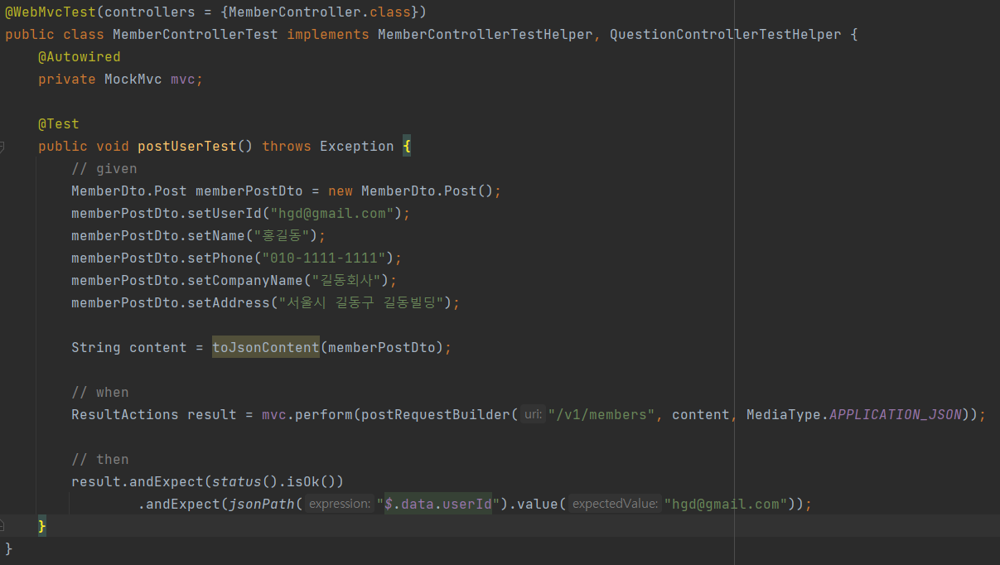 @WebMvcTest(controllers = {MemberController.class})
public class MemberControllerTest implements MemberControllerTestHelper, QuestionControllerTestHelper {
@Autowired
private MockMvc mvc;
@Test
public void postUserTest() throws Exception {
// given
MemberDto.Post memberPostDto = new MemberDto.Post();
memberPostDto.setUserId("hgd@gmail.com");
memberPostDto.setName("홍길동");
memberPostDto.setPhone("010-1111-1111");
memberPostDto.setCompanyName("길동회사");
memberPostDto.setAddress("서울시 길동구 길동빌딩");
String content = toJsonContent(memberPostDto);
// when
ResultActions result = mvc.perform(postRequestBuilder( uri: "/v1/members", content, MediaType.APPLICATION_JSON));
// then
result.andExpect(status().isOk())
.andExpect(jsonPath( expression: "$.data.userId").value( expectedValue: "hgd@gmail.com"));
}
}